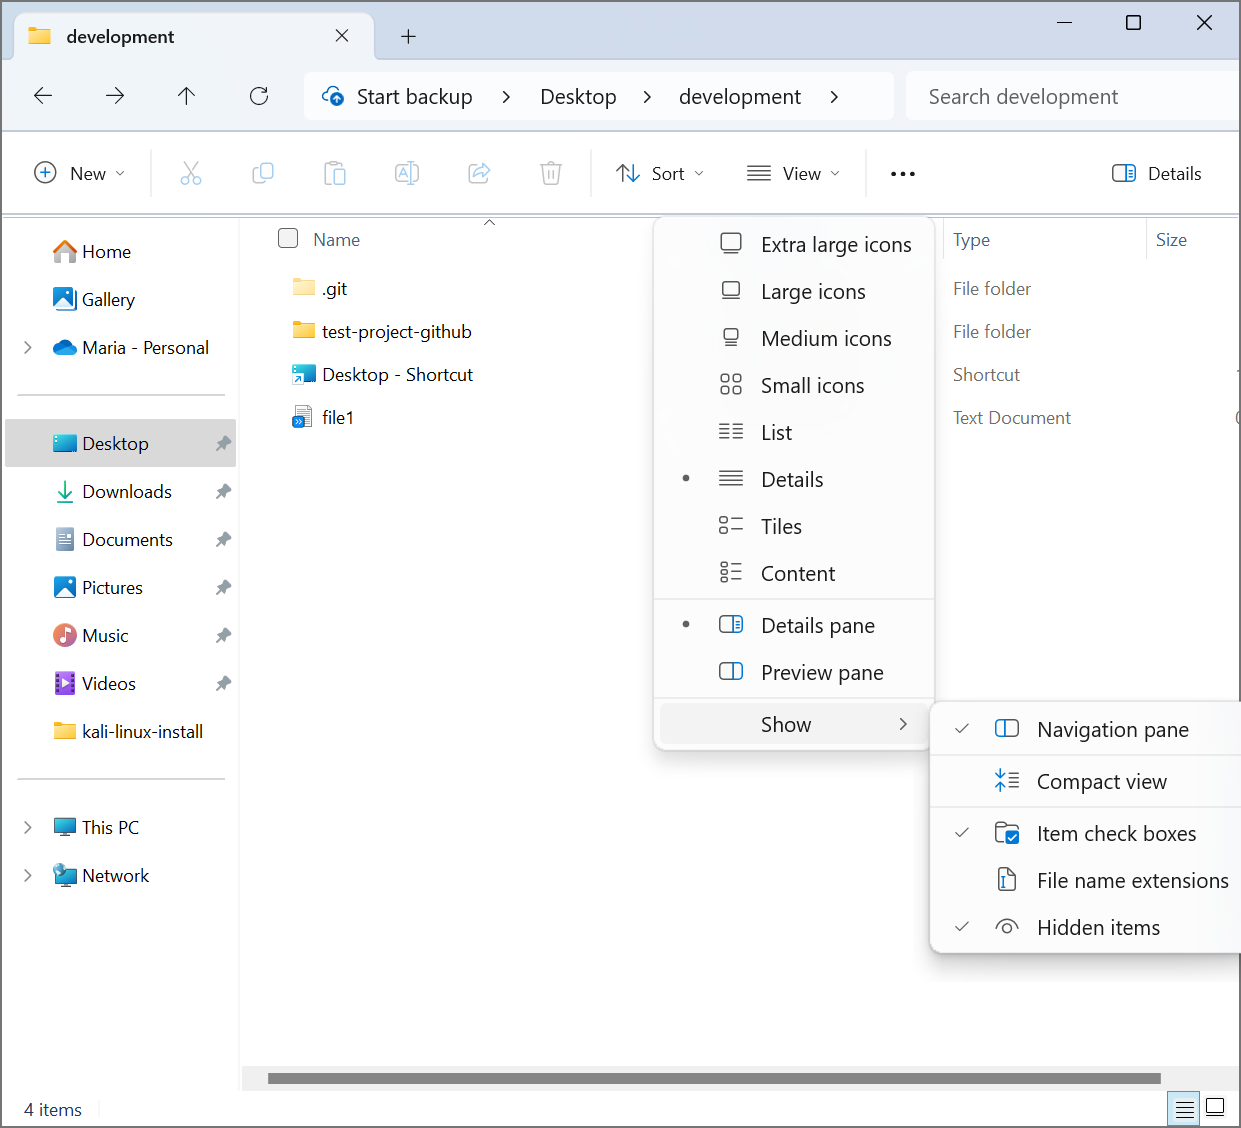 development
Start backup > Desktop > development >
Search development
New
Sort
View
Details
Home
Gallery
Maria - Personal
Desktop
Downloads
Documents
Pictures
Music
Videos
kali-linux-install
This PC
Network
Name
Type
Size
.git
File folder
test-project-github
File folder
Desktop - Shortcut
Shortcut
file1
Text Document
Extra large icons
Large icons
Medium icons
Small icons
List
Details
Tiles
Content
Details pane
Preview pane
Show
Navigation pane
Compact view
Item check boxes
File name extensions
Hidden items
4 items